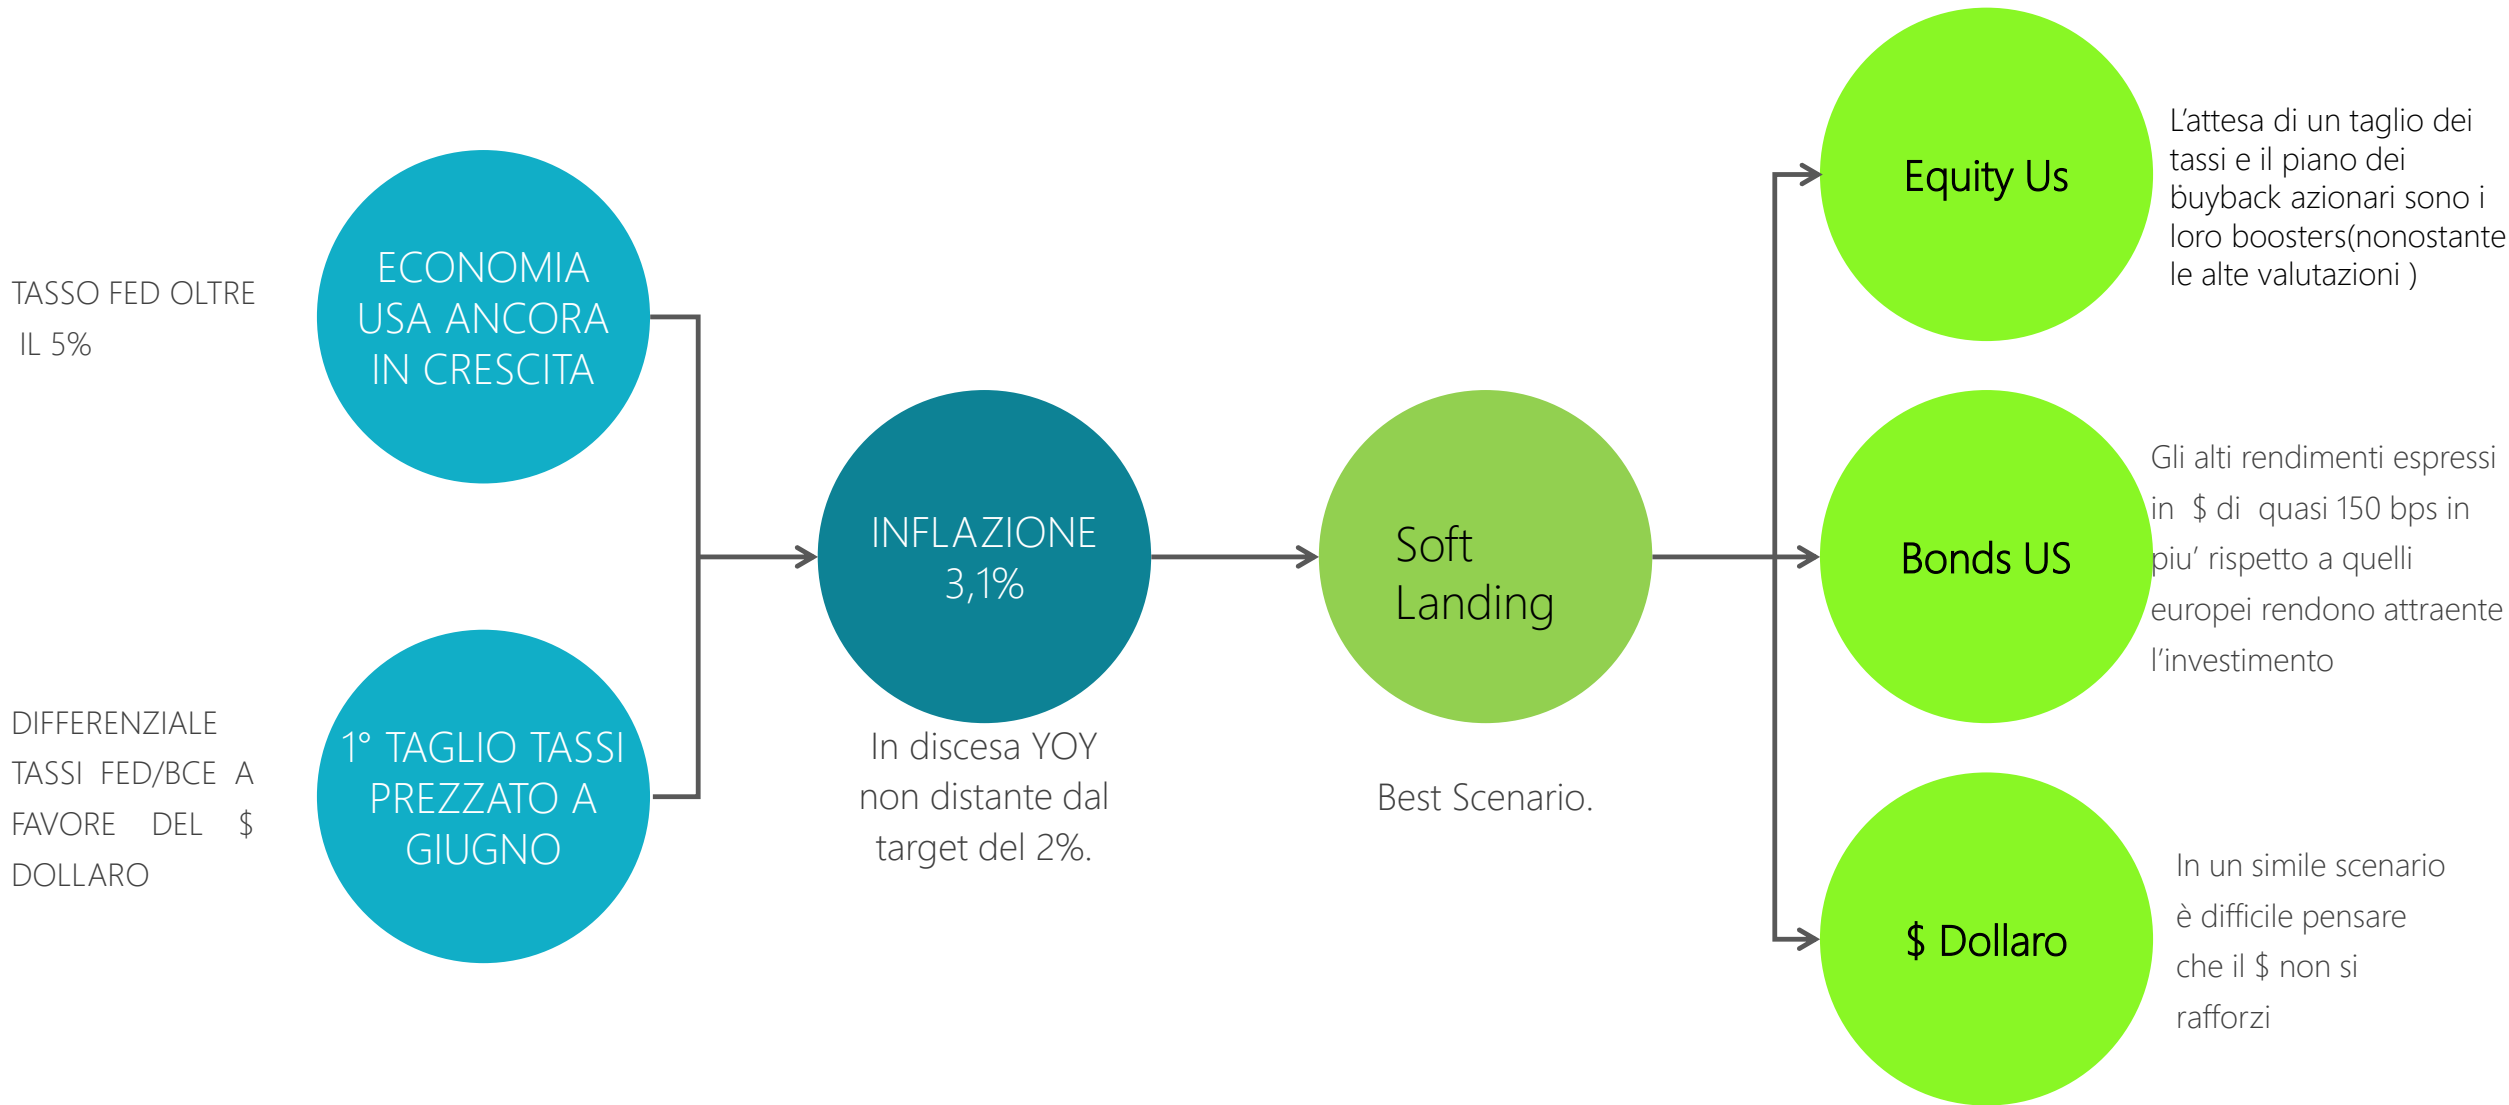 TASSO FED OLTRE
IL 5%
ECONOMIA
USA ANCORA
IN CRESCITA
DIFFERENZIALE
TASSI FED/BCE A
FAVORE DEL $
DOLLARO
1° TAGLIO TASSI
PREZZATO A
GIUGNO
INFLAZIONE
3,1%
In discesa YOY
non distante dal
target del 2%.
Soft
Landing
Best Scenario.
Equity Us
L'attesa di un taglio dei
tassi e il piano dei
buyback azionari sono i
loro boosters(nonostante
le alte valutazioni )
Bonds US
Gli alti rendimenti espressi
in $ di quasi 150 bps in
piu' rispetto a quelli
europei rendono attraente
l'investimento
$ Dollaro
In un simile scenario
è difficile pensare
che il $ non si
rafforzi